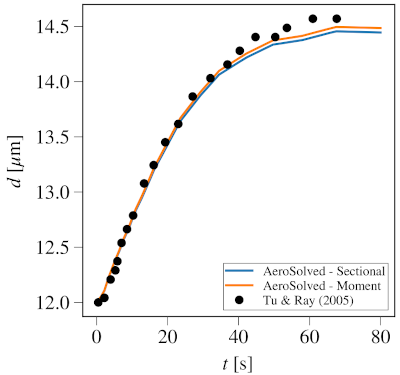 14.5
14.0
13.5
13.0
12.5
12.0
d [μm]
AeroSolved - Sectional
AeroSolved - Moment
Tu & Ray (2005)
0 20 40 60 80
t [s]